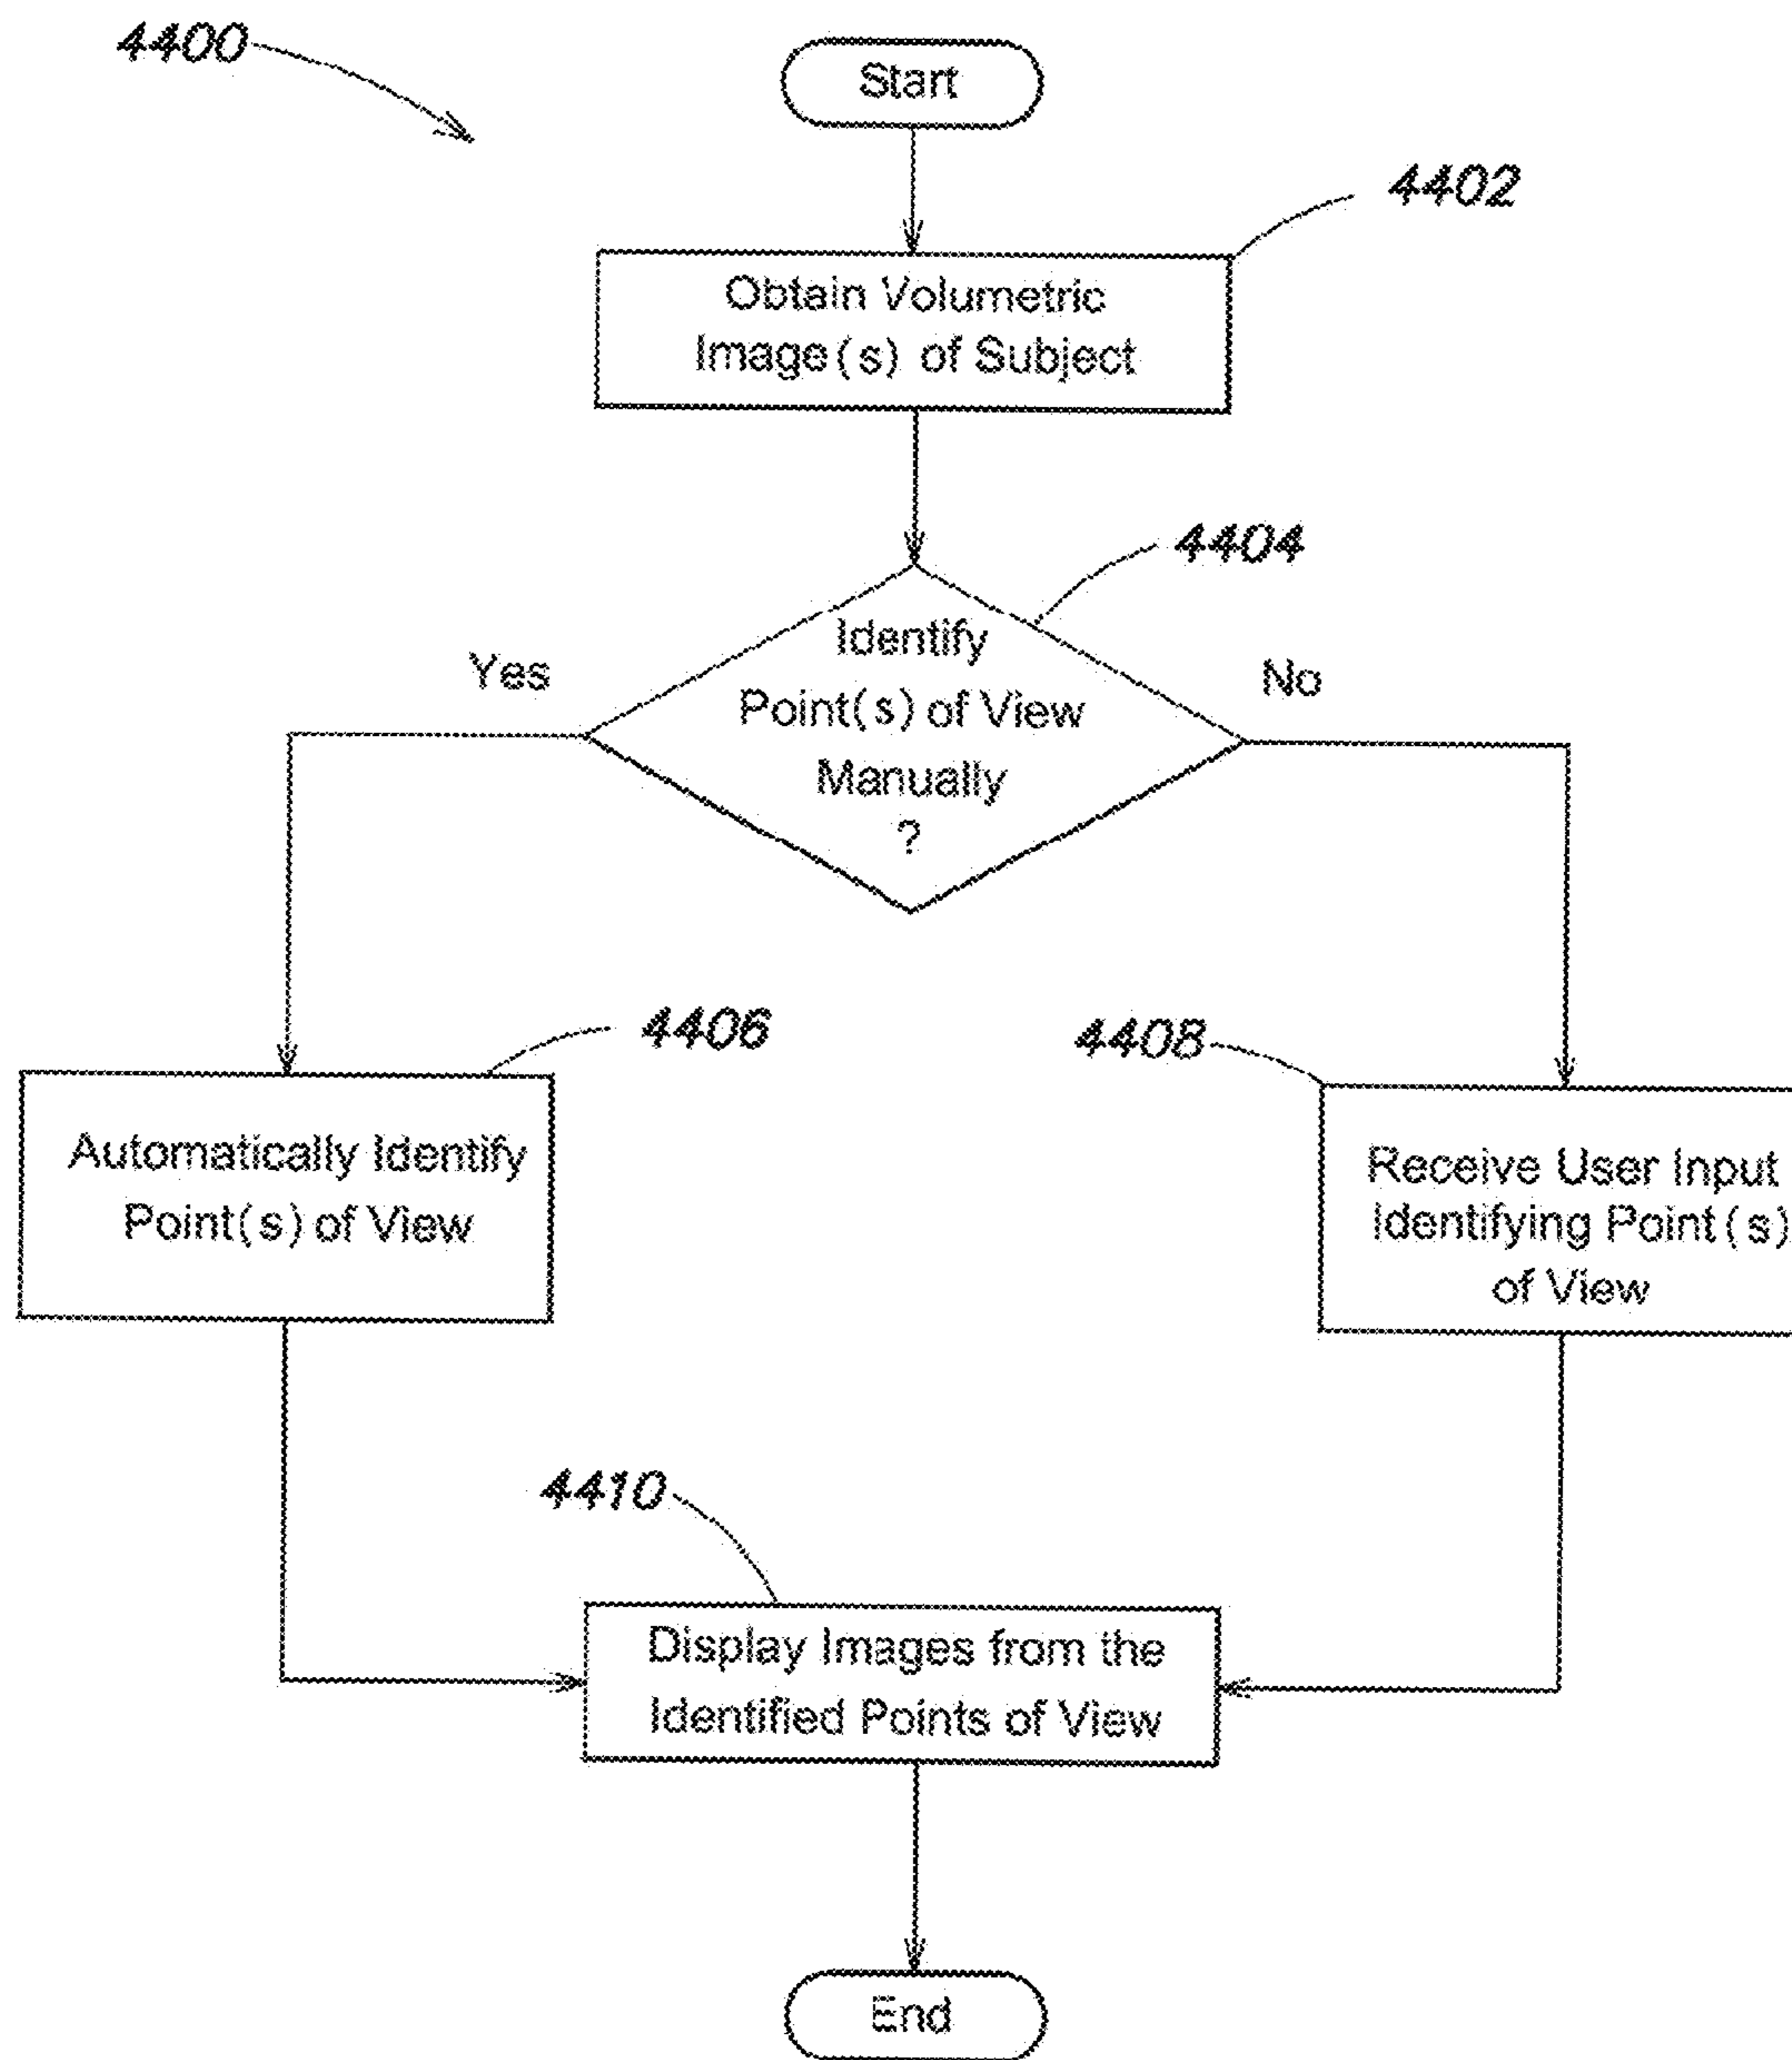 4400
Start
4402
Obtain Volumetric
Image(s) of Subject
4404
Identify
Point(s) of View
Manually
?
Yes
No
4406
4408
Automatically Identify
Point(s) of View
Receive User Input
Identifying Point(s)
of View
4410
Display Images from the
Identified Points of View
End